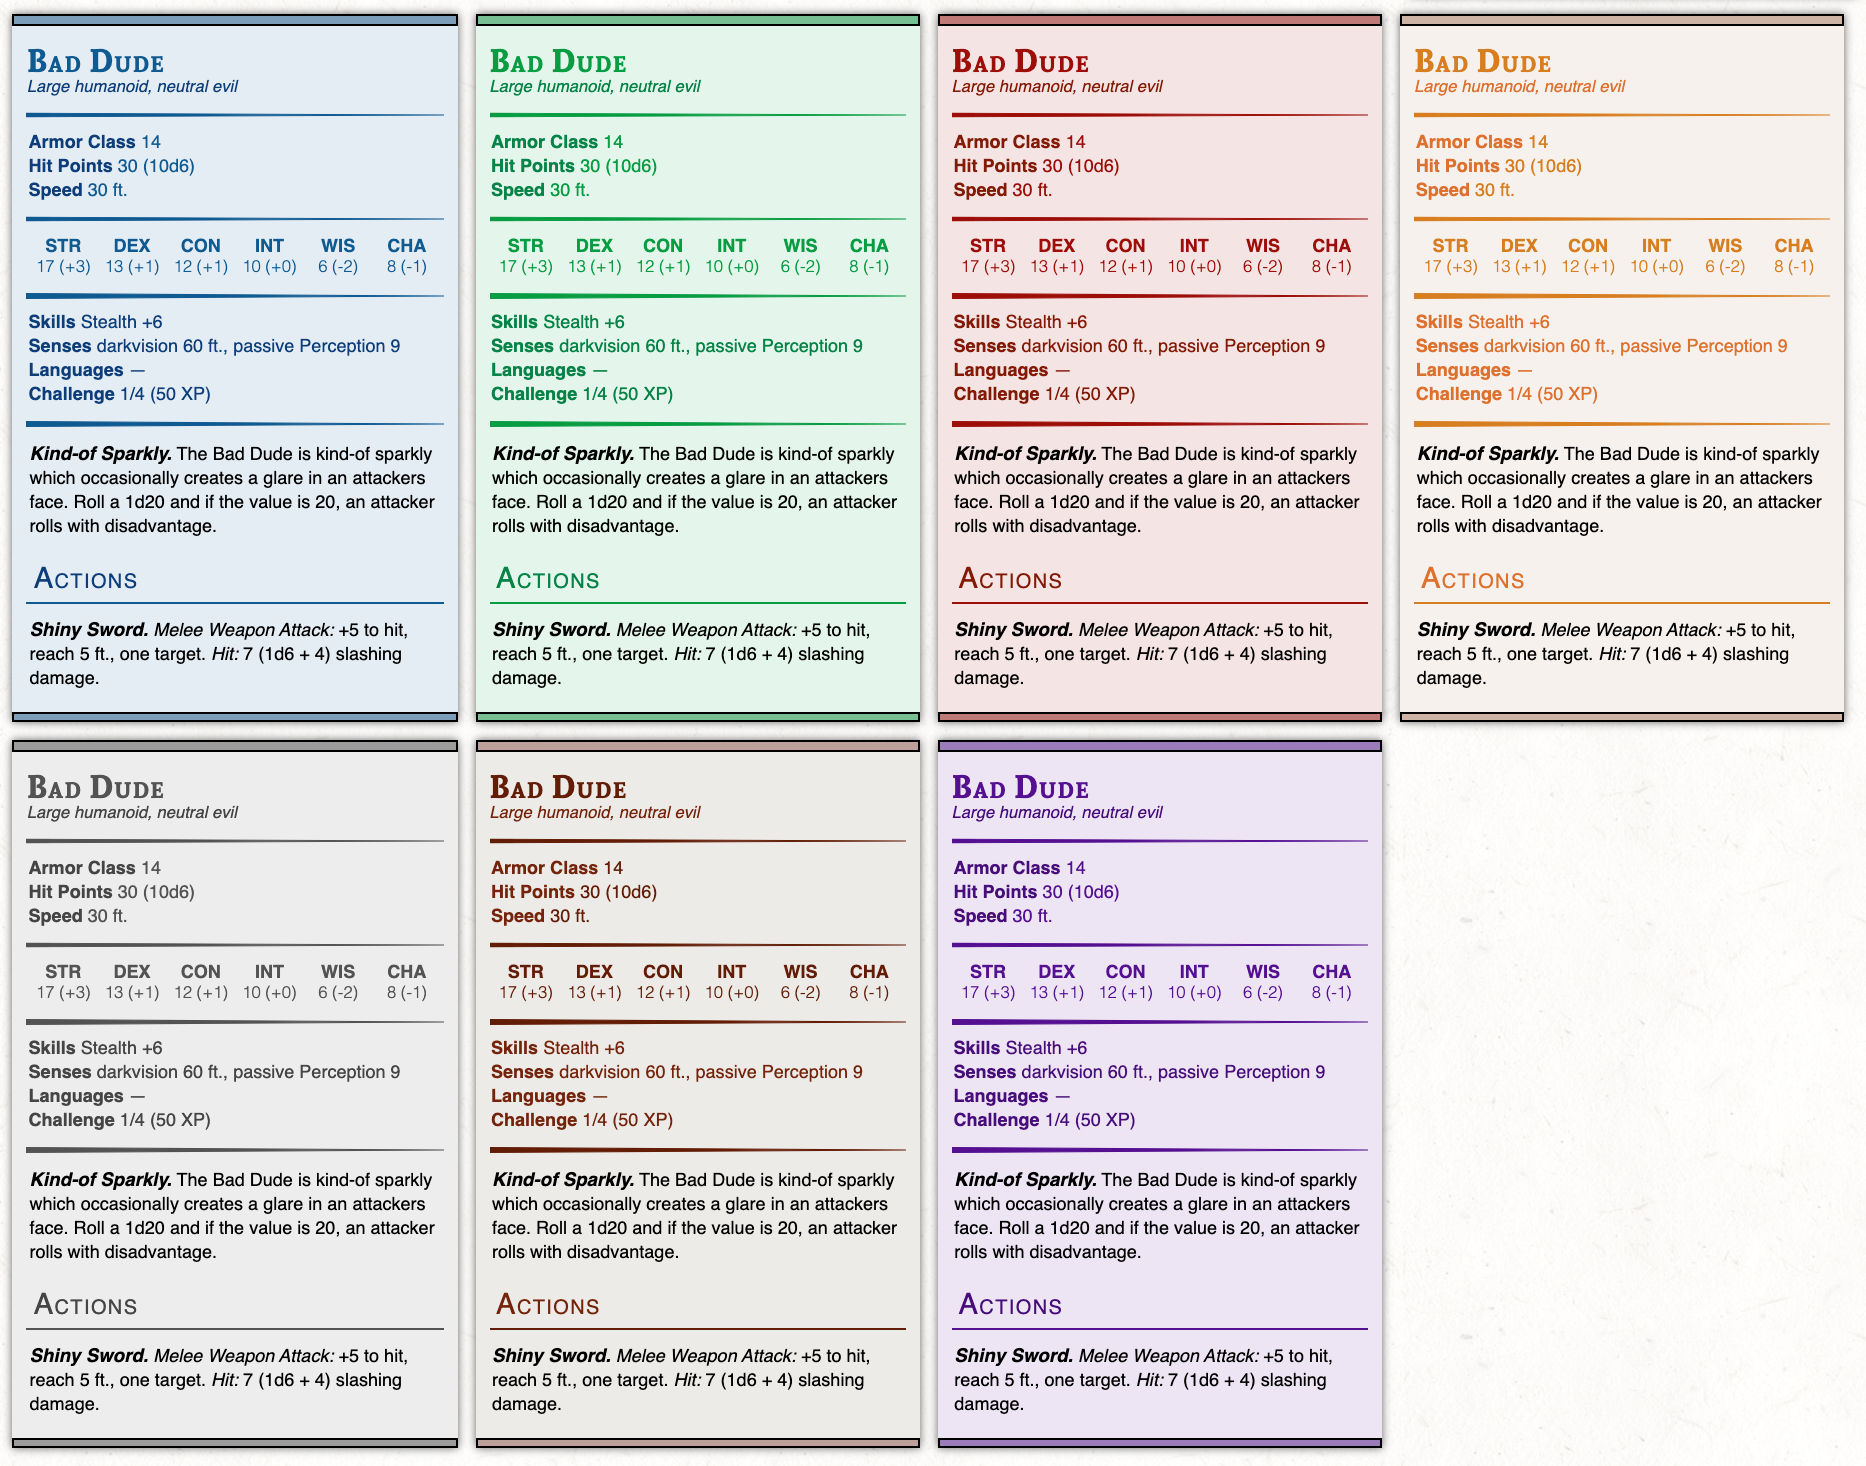 Bad Dude
Large humanoid, neutral evil
Armor Class 14
Hit Points 30 (10d6)
Speed 30 ft.
STR DEX CON INT WIS CHA
17 (+3) 13 (+1) 12 (+1) 10 (+0) 6 (-2) 8 (-1)
Skills Stealth +6
Senses darkvision 60 ft., passive Perception 9
Languages —
Challenge 1/4 (50 XP)
Kind-of Sparkly. The Bad Dude is kind-of sparkly
which occasionally creates a glare in an attackers
face. Roll a 1d20 and if the value is 20, an attacker
rolls with disadvantage.
Actions
Shiny Sword. Melee Weapon Attack: +5 to hit,
reach 5 ft., one target. Hit: 7 (1d6 + 4) slashing
damage.
Bad Dude
Large humanoid, neutral evil
Armor Class 14
Hit Points 30 (10d6)
Speed 30 ft.
STR DEX CON INT WIS CHA
17 (+3) 13 (+1) 12 (+1) 10 (+0) 6 (-2) 8 (-1)
Skills Stealth +6
Senses darkvision 60 ft., passive Perception 9
Languages —
Challenge 1/4 (50 XP)
Kind-of Sparkly. The Bad Dude is kind-of sparkly
which occasionally creates a glare in an attackers
face. Roll a 1d20 and if the value is 20, an attacker
rolls with disadvantage.
Actions
Shiny Sword. Melee Weapon Attack: +5 to hit,
reach 5 ft., one target. Hit: 7 (1d6 + 4) slashing
damage.
Bad Dude
Large humanoid, neutral evil
Armor Class 14
Hit Points 30 (10d6)
Speed 30 ft.
STR DEX CON INT WIS CHA
17 (+3) 13 (+1) 12 (+1) 10 (+0) 6 (-2) 8 (-1)
Skills Stealth +6
Senses darkvision 60 ft., passive Perception 9
Languages —
Challenge 1/4 (50 XP)
Kind-of Sparkly. The Bad Dude is kind-of sparkly
which occasionally creates a glare in an attackers
face. Roll a 1d20 and if the value is 20, an attacker
rolls with disadvantage.
Actions
Shiny Sword. Melee Weapon Attack: +5 to hit,
reach 5 ft., one target. Hit: 7 (1d6 + 4) slashing
damage.
Bad Dude
Large humanoid, neutral evil
Armor Class 14
Hit Points 30 (10d6)
Speed 30 ft.
STR DEX CON INT WIS CHA
17 (+3) 13 (+1) 12 (+1) 10 (+0) 6 (-2) 8 (-1)
Skills Stealth +6
Senses darkvision 60 ft., passive Perception 9
Languages —
Challenge 1/4 (50 XP)
Kind-of Sparkly. The Bad Dude is kind-of sparkly
which occasionally creates a glare in an attackers
face. Roll a 1d20 and if the value is 20, an attacker
rolls with disadvantage.
Actions
Shiny Sword. Melee Weapon Attack: +5 to hit,
reach 5 ft., one target. Hit: 7 (1d6 + 4) slashing
damage.
Bad Dude
Large humanoid, neutral evil
Armor Class 14
Hit Points 30 (10d6)
Speed 30 ft.
STR DEX CON INT WIS CHA
17 (+3) 13 (+1) 12 (+1) 10 (+0) 6 (-2) 8 (-1)
Skills Stealth +6
Senses darkvision 60 ft., passive Perception 9
Languages —
Challenge 1/4 (50 XP)
Kind-of Sparkly. The Bad Dude is kind-of sparkly
which occasionally creates a glare in an attackers
face. Roll a 1d20 and if the value is 20, an attacker
rolls with disadvantage.
Actions
Shiny Sword. Melee Weapon Attack: +5 to hit,
reach 5 ft., one target. Hit: 7 (1d6 + 4) slashing
damage.
Bad Dude
Large humanoid, neutral evil
Armor Class 14
Hit Points 30 (10d6)
Speed 30 ft.
STR DEX CON INT WIS CHA
17 (+3) 13 (+1) 12 (+1) 10 (+0) 6 (-2) 8 (-1)
Skills Stealth +6
Senses darkvision 60 ft., passive Perception 9
Languages —
Challenge 1/4 (50 XP)
Kind-of Sparkly. The Bad Dude is kind-of sparkly
which occasionally creates a glare in an attackers
face. Roll a 1d20 and if the value is 20, an attacker
rolls with disadvantage.
Actions
Shiny Sword. Melee Weapon Attack: +5 to hit,
reach 5 ft., one target. Hit: 7 (1d6 + 4) slashing
damage.
Bad Dude
Large humanoid, neutral evil
Armor Class 14
Hit Points 30 (10d6)
Speed 30 ft.
STR DEX CON INT WIS CHA
17 (+3) 13 (+1) 12 (+1) 10 (+0) 6 (-2) 8 (-1)
Skills Stealth +6
Senses darkvision 60 ft., passive Perception 9
Languages —
Challenge 1/4 (50 XP)
Kind-of Sparkly. The Bad Dude is kind-of sparkly
which occasionally creates a glare in an attackers
face. Roll a 1d20 and if the value is 20, an attacker
rolls with disadvantage.
Actions
Shiny Sword. Melee Weapon Attack: +5 to hit,
reach 5 ft., one target. Hit: 7 (1d6 + 4) slashing
damage.